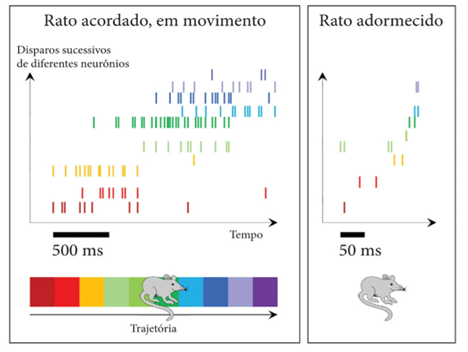 Rato acordado, em movimento
Disparos sucessivos
de diferentes neurônios
500 ms
Tempo
Trajetória
Rato adormecido
50 ms